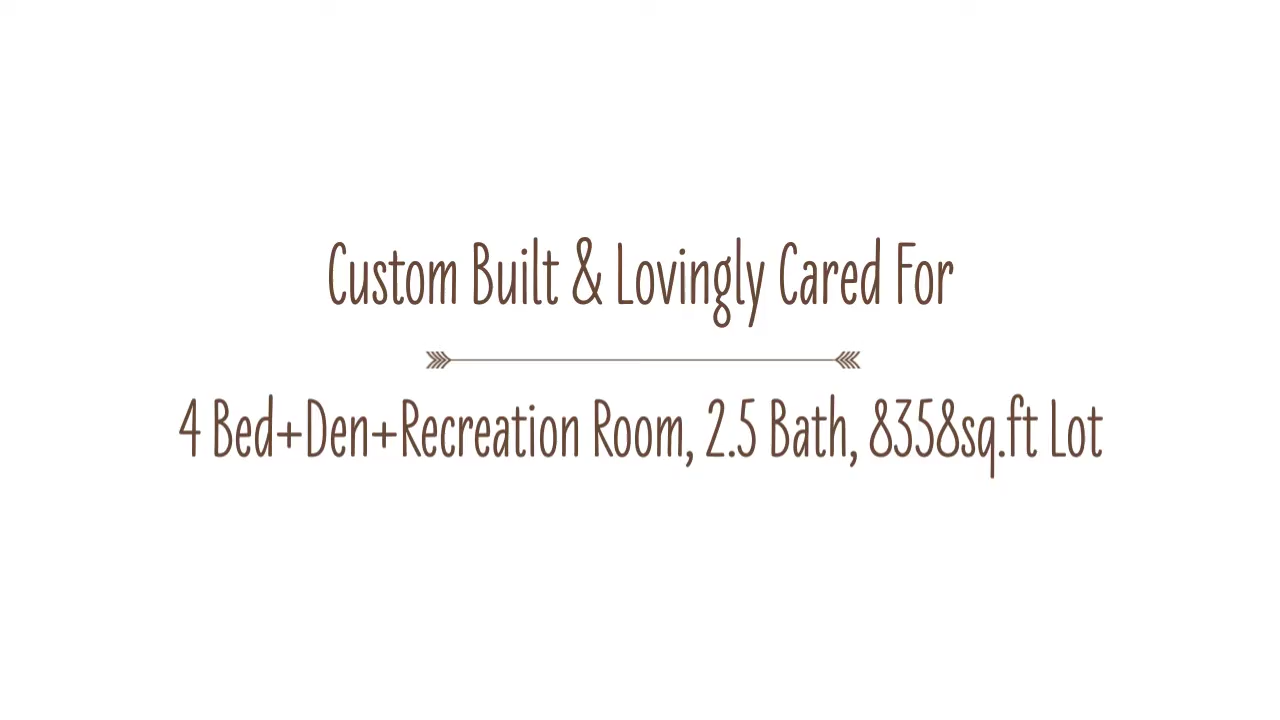 Custom Built & Lovingly Cared For
4 Bed+Den+Recreation Room, 2.5 Bath, 8358sq.ft Lot